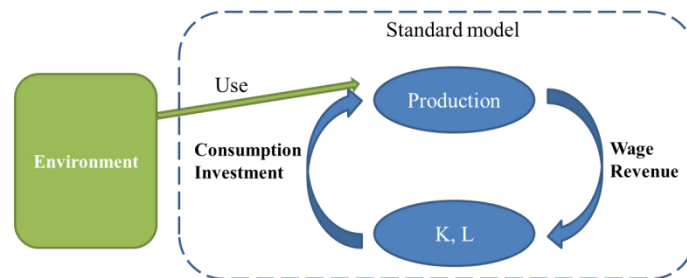 Standard model
Use
Production
Environment
Consumption
Investment
Wage
Revenue
K, L